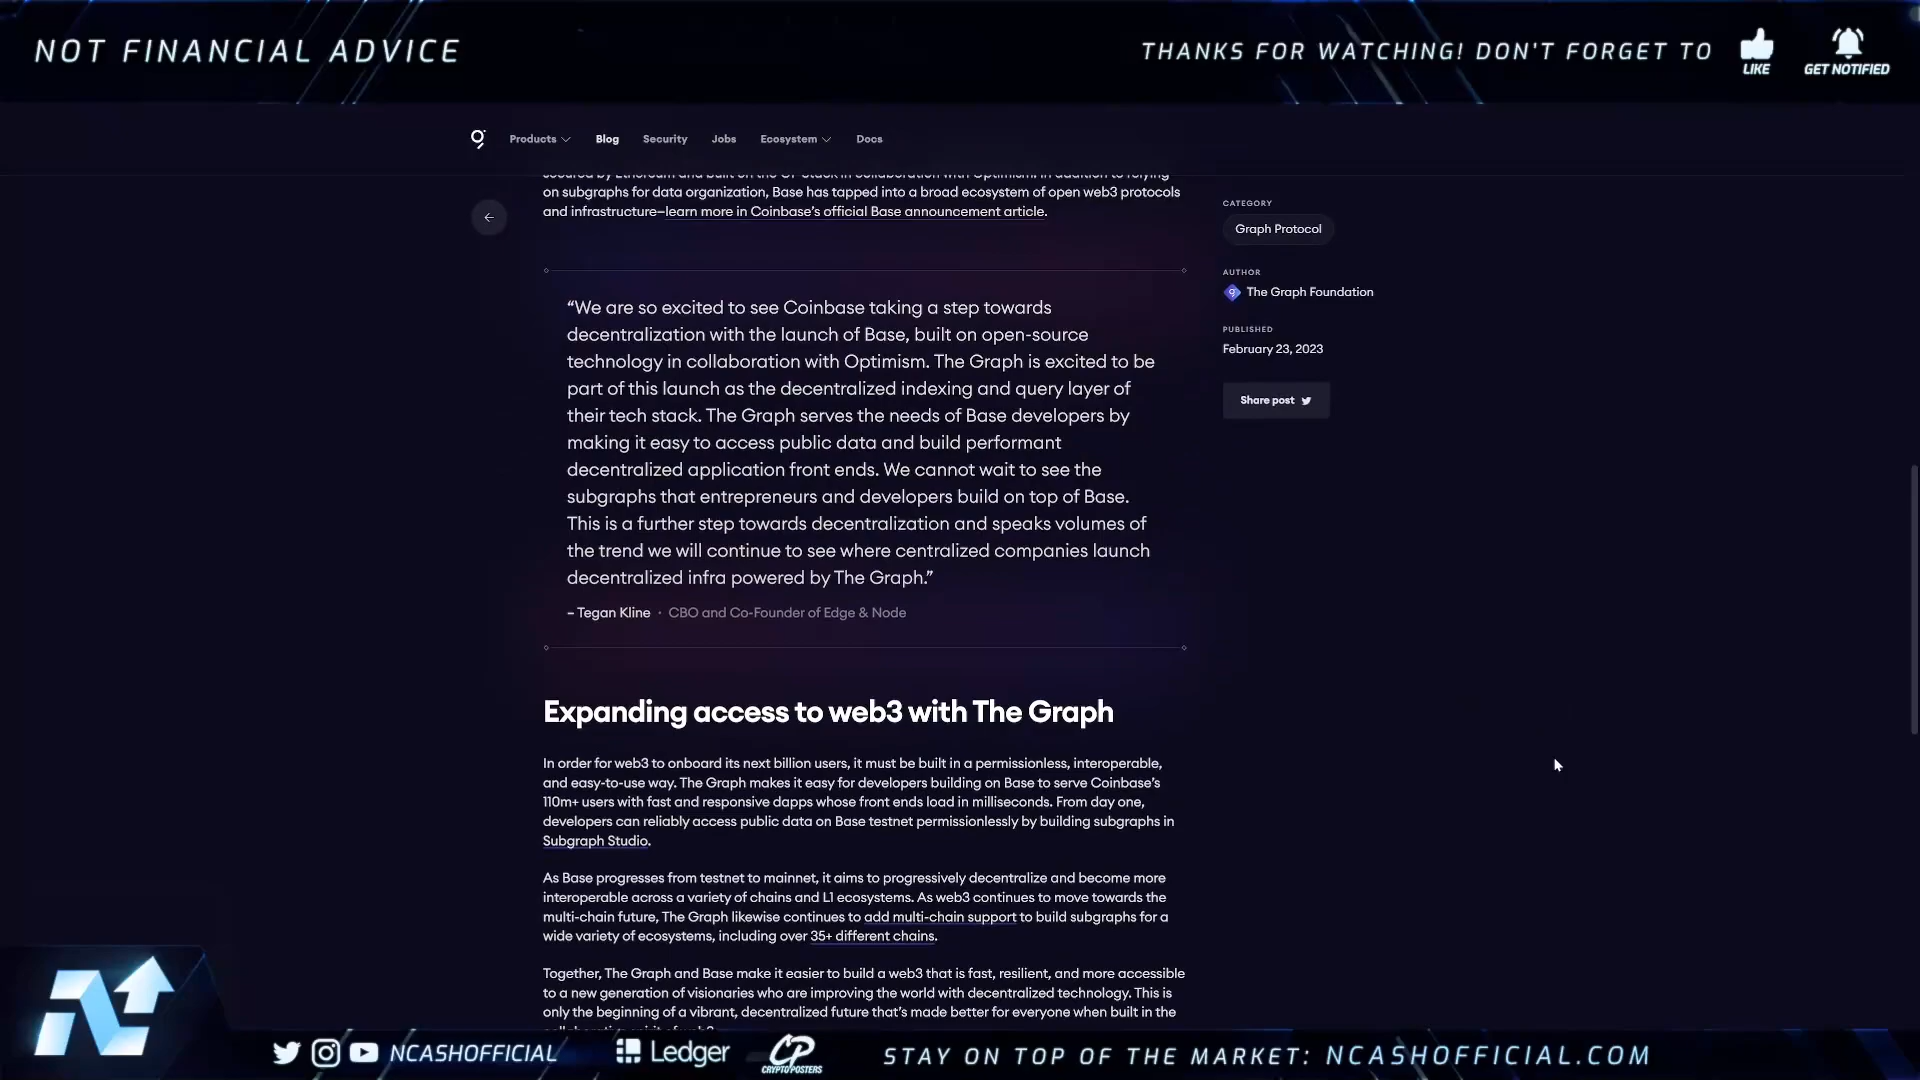 NOT FINANCIAL ADVICE
THANKS FOR WATCHING! DON'T FORGET TO
LIKE
GET NOTIFIED
Products
Blog
Security
Jobs
Ecosystem
Docs
secured by Ethereum and built on the OP Stack in collaboration with Optimism. In addition to relying
on subgraphs for data organization, Base has tapped into a broad ecosystem of open web3 protocols
and infrastructure–learn more in Coinbase's official Base announcement article.
“We are so excited to see Coinbase taking a step towards
decentralization with the launch of Base, built on open-source
technology in collaboration with Optimism. The Graph is excited to be
part of this launch as the decentralized indexing and query layer of
their tech stack. The Graph serves the needs of Base developers by
making it easy to access public data and build performant
decentralized application front ends. We cannot wait to see the
subgraphs that entrepreneurs and developers build on top of Base.
This is a further step towards decentralization and speaks volumes of
the trend we will continue to see where centralized companies launch
decentralized infra powered by The Graph.”
– Tegan Kline · CBO and Co-Founder of Edge & Node
CATEGORY
Graph Protocol
AUTHOR
The Graph Foundation
PUBLISHED
February 23, 2023
Share post
Expanding access to web3 with The Graph
In order for web3 to onboard its next billion users, it must be built in a permissionless, interoperable,
and easy-to-use way. The Graph makes it easy for developers building on Base to serve Coinbase's
110m+ users with fast and responsive dapps whose front ends load in milliseconds. From day one,
developers can reliably access public data on Base testnet permissionlessly by building subgraphs in
Subgraph Studio.
As Base progresses from testnet to mainnet, it aims to progressively decentralize and become more
interoperable across a variety of chains and L1 ecosystems. As web3 continues to move towards the
multi-chain future, The Graph likewise continues to add multi-chain support to build subgraphs for a
wide variety of ecosystems, including over 35+ different chains.
Together, The Graph and Base make it easier to build a web3 that is fast, resilient, and more accessible
to a new generation of visionaries who are improving the world with decentralized technology. This is
only the beginning of a vibrant, decentralized future that's made better for everyone when built in the
NCASHOFFICIAL
Ledger
CP
CRYPTOPOSTERS
STAY ON TOP OF THE MARKET: NCASHOFFICIAL.COM